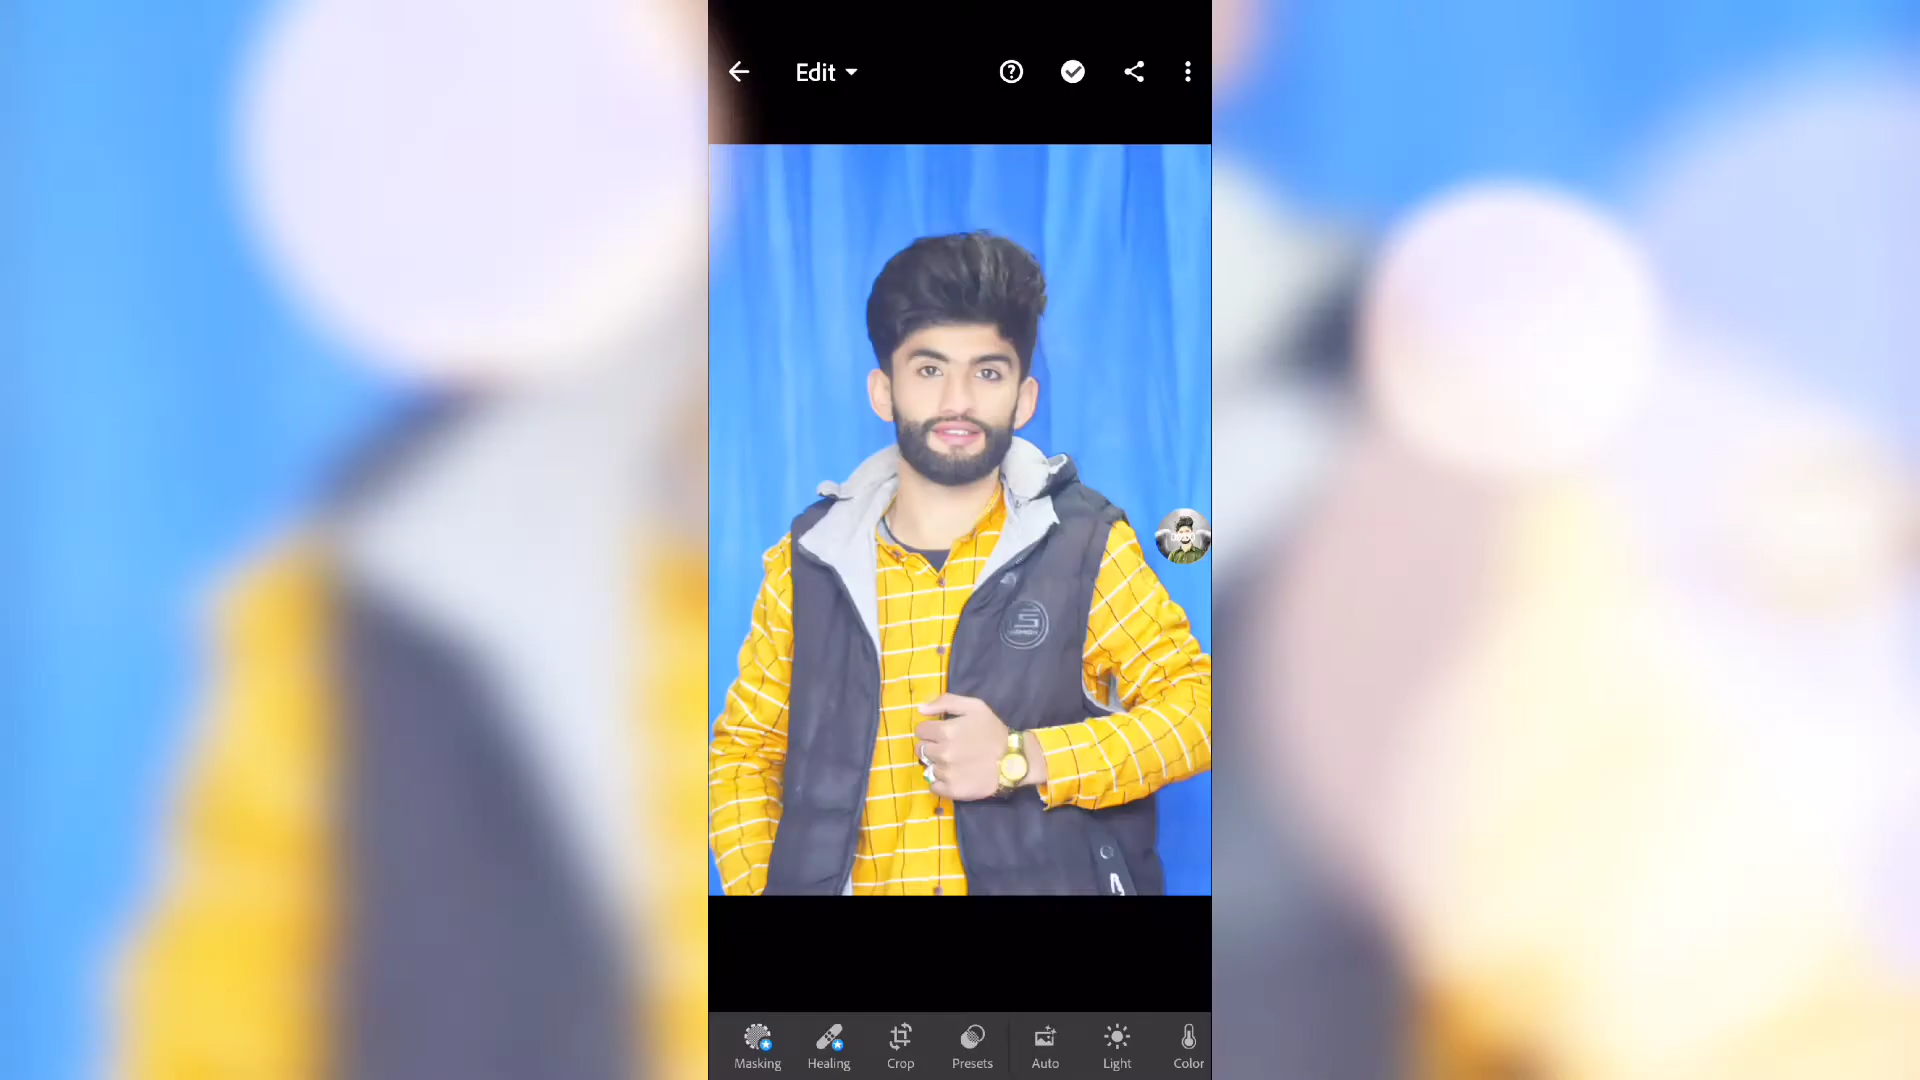 Edit
Masking
Healing
Crop
Presets
Auto
Light
Color